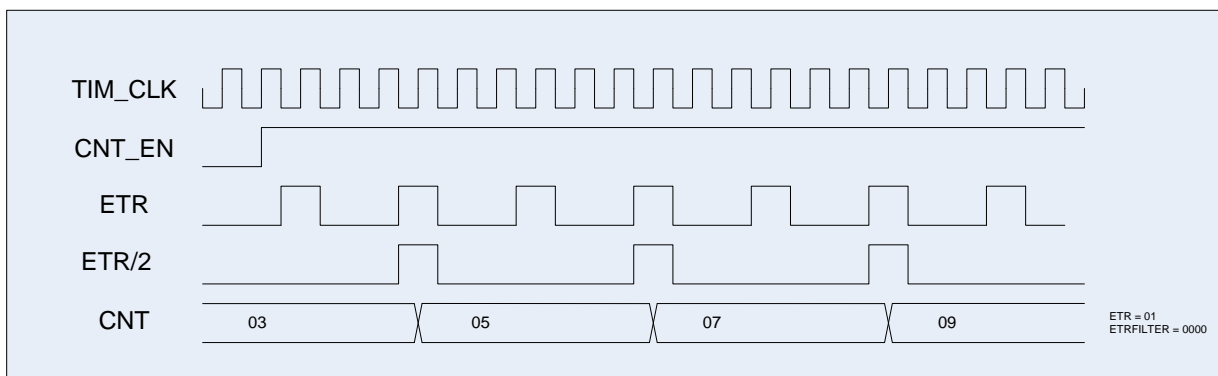 TIM_CLK
CNT_EN
ETR
ETR/2
CNT
03
05
07
09
ETR = 01
ETRFILTER = 0000